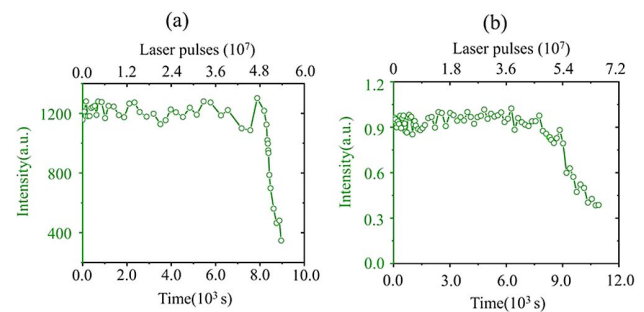 (a)
Laser pulses (10⁷)
0.0 1.2 2.4 3.6 4.8 6.0
1200
800
400
Intensity(a.u.)
0.0 2.0 4.0 6.0 8.0 10.0
Time(10³ s)
(b)
Laser pulses (10⁷)
0 1.8 3.6 5.4 7.2
1.2
0.9
0.6
0.3
0.0
Intensity(a.u.)
0.0 3.0 6.0 9.0 12.0
Time(10³ s)